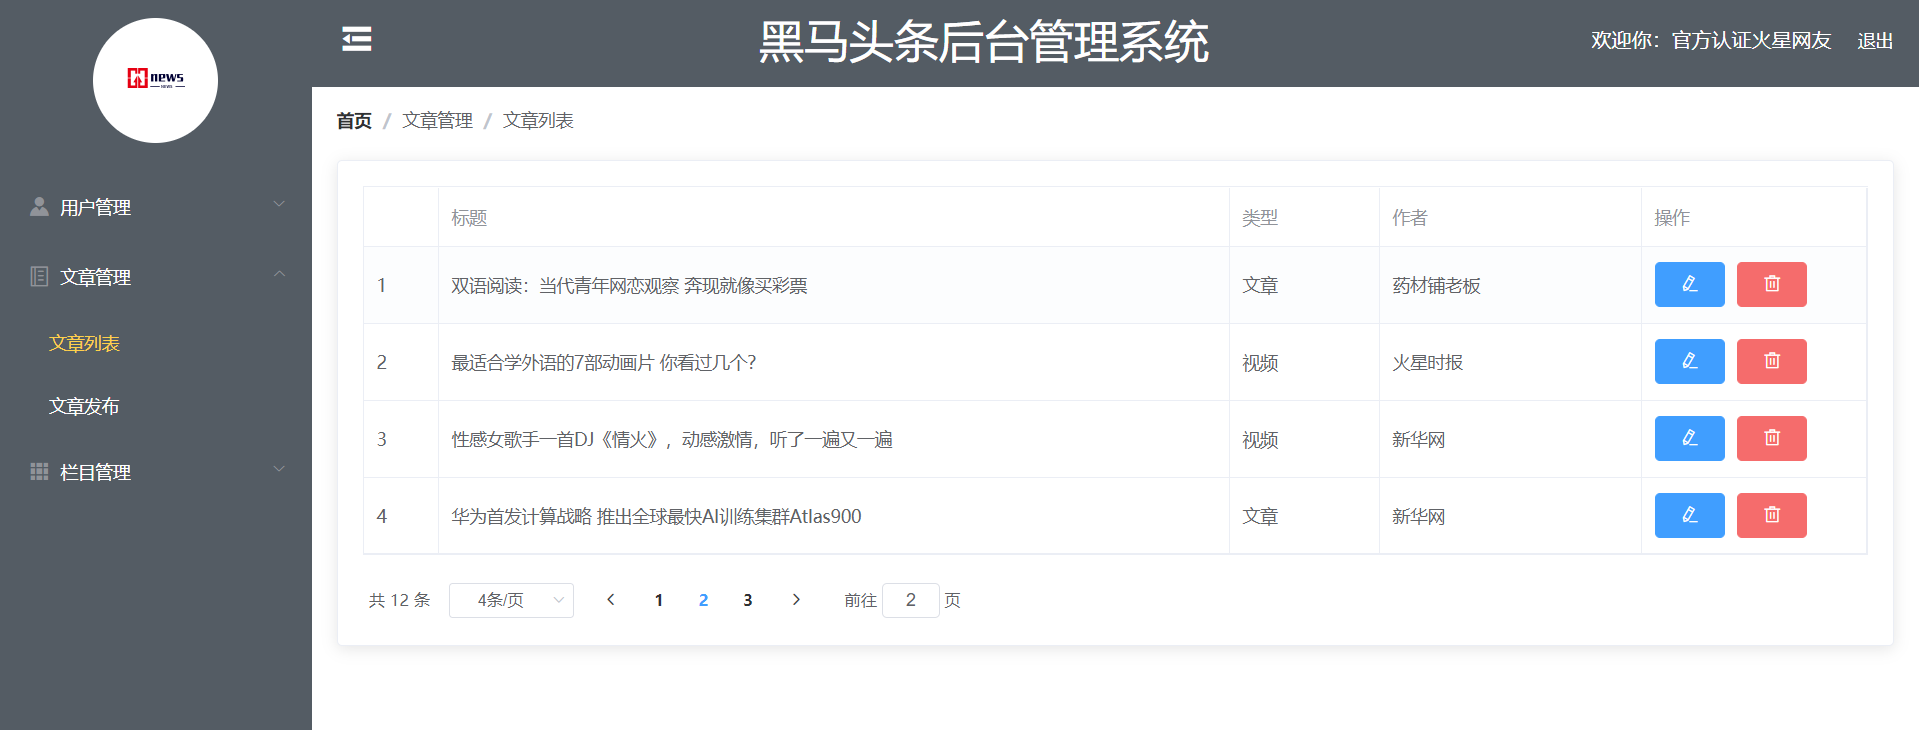 news
NEWS
黑马头条后台管理系统
欢迎你：官方认证火星网友 退出
用户管理
文章管理
文章列表
文章发布
栏目管理
首页 / 文章管理 / 文章列表
标题 类型 作者 操作
1 双语阅读：当代青年网恋观察 奔现就像买彩票 文章 药材铺老板
2 最适合学外语的7部动画片 你看过几个？ 视频 火星时报
3 性感女歌手一首DJ《情火》，动感激情，听了一遍又一遍 视频 新华网
4 华为首发计算战略 推出全球最快AI训练集群Atlas900 文章 新华网
共 12 条 4条/页 1 2 3 前往 2 页